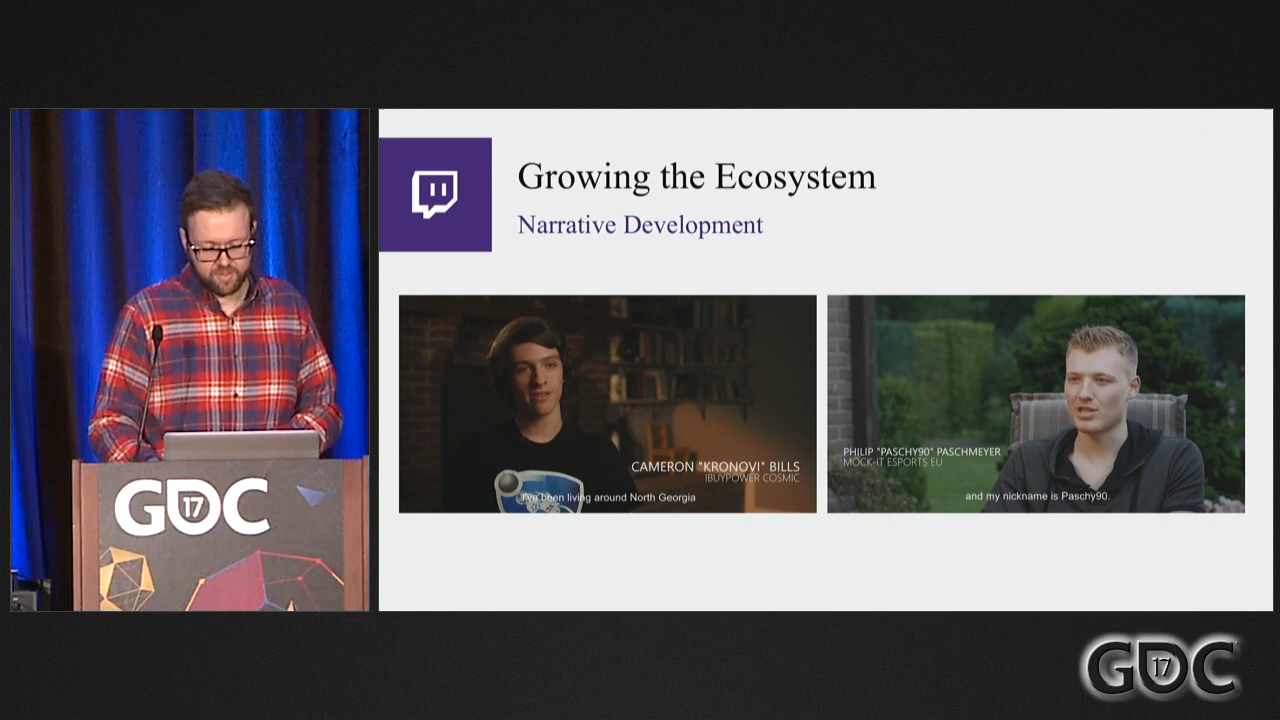 Growing the Ecosystem
Narrative Development
CAMERON "KRONOVI" BILLS
IBUYPOWER COSMIC
I've been living around North Georgia
PHILIP "PASCHY90" PASCHMEYER
MOCK-IT ESPORTS EU
and my nickname is Paschy90.
GDC
17
GDC
17